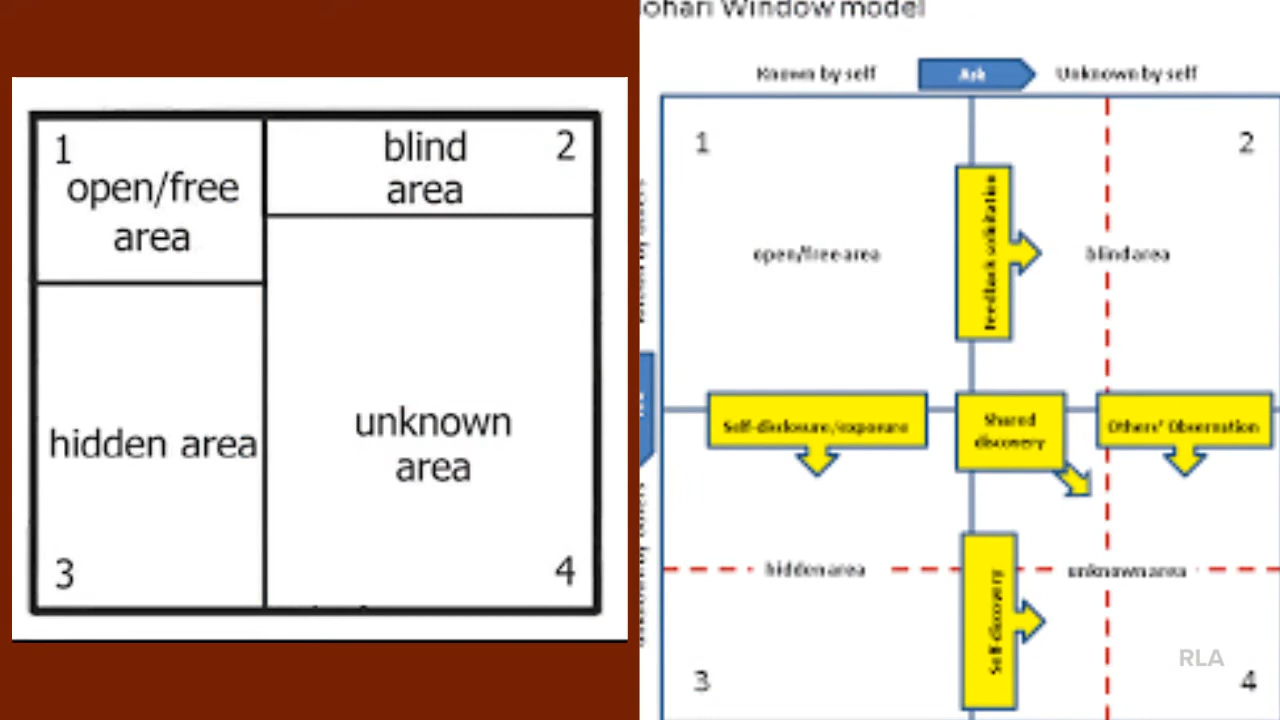 1
open/free
area
blind
area
2
hidden area
3
unknown
area
4
ohari Window model
Known by self
Ask
Unknown by self
1
2
open/free area
feedback solicitation
blind area
Self-disclosure/exposure
Shared
discovery
Others' Observation
hidden area
Self-discovery
unknown area
3
4
RLA